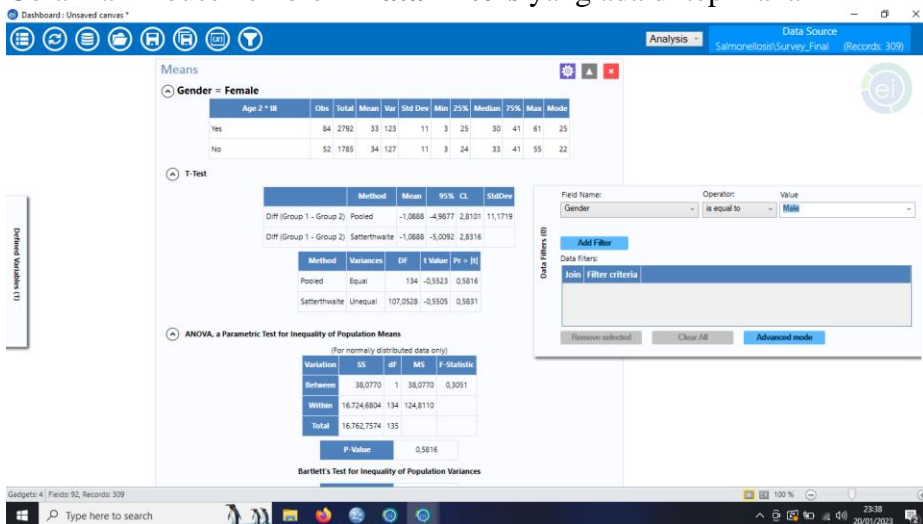 Dashboard : Unsaved canvas *
Analysis
Data Source
Salmonellosis\Survey_Final (Records: 309)
Means
Gender = Female
Age 2 * Ill Obs Total Mean Var Std Dev Min 25% Median 75% Max Mode
Yes 84 2792 33 123 11 3 25 30 41 61 25
No 52 1785 34 127 11 3 24 33 41 55 22
T-Test
Method Mean 95% CL StdDev
Diff (Group 1 - Group 2) Pooled -1,0888 -4,9877 2,8101 11,1719
Diff (Group 1 - Group 2) Satterthwaite -1,0888 -5,0092 2,8316
Method Variances DF t Value Pr > |t|
Pooled Equal 134 -0,5523 0,5816
Satterthwaite Unequal 107,0528 -0,5505 0,5831
ANOVA, a Parametric Test for Inequality of Population Means
(For normally distributed data only)
Variation SS df MS F-Statistic
Between 38,0770 1 38,0770 0,3051
Within 16.724,6804 134 124,8110
Total 16.762,7574 135
P-Value 0,5816
Bartlett's Test for Inequality of Population Variances
Defined Variables (1)
Data Filters (0)
Field Name: Operator: Value
Gender is equal to Male
Add Filter
Data filters:
Join Filter criteria
Remove selected Clear All Advanced mode
ei
Gadgets: 4 Fields: 92, Records: 309
100 %
Type here to search
23:38
20/01/2023